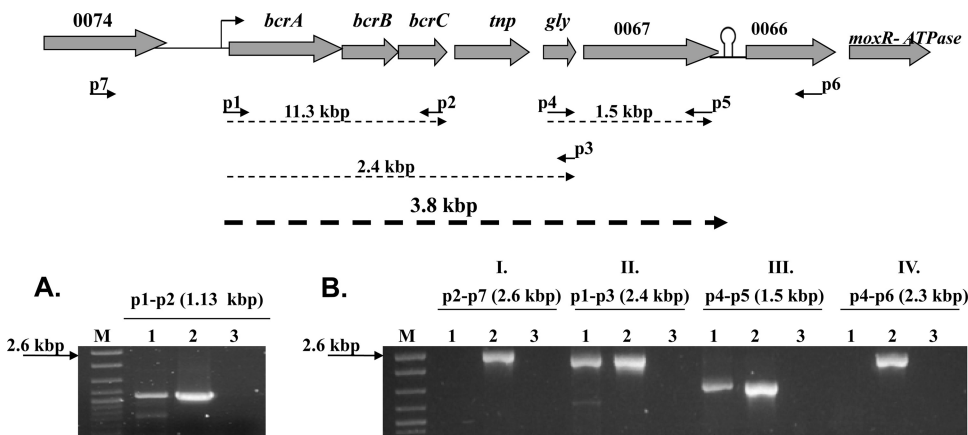 0074 bcrA bcrB bcrC tnp gly 0067 0066 moxR- ATPase
p7 p1 11.3 kbp p2 p4 1.5 kbp p5 p6
2.4 kbp p3
3.8 kbp
A.
p1-p2 (1.13 kbp)
M 1 2 3
2.6 kbp
B.
I. II. III. IV.
p2-p7 (2.6 kbp) p1-p3 (2.4 kbp) p4-p5 (1.5 kbp) p4-p6 (2.3 kbp)
M 1 2 3 1 2 3 1 2 3 1 2 3
2.6 kbp